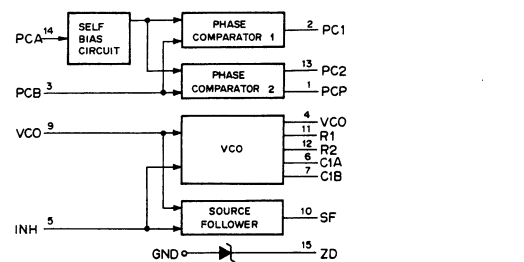 PCA 14
SELF
BIAS
CIRCUIT
PHASE
COMPARATOR 1
2 PC1
PCB 3
PHASE
COMPARATOR 2
13 PC2
1 PCP
VCO 9
VCO
4 VCO
11 R1
12 R2
6 C1A
7 C1B
INH 5
SOURCE
FOLLOWER
10 SF
GND
15 ZD